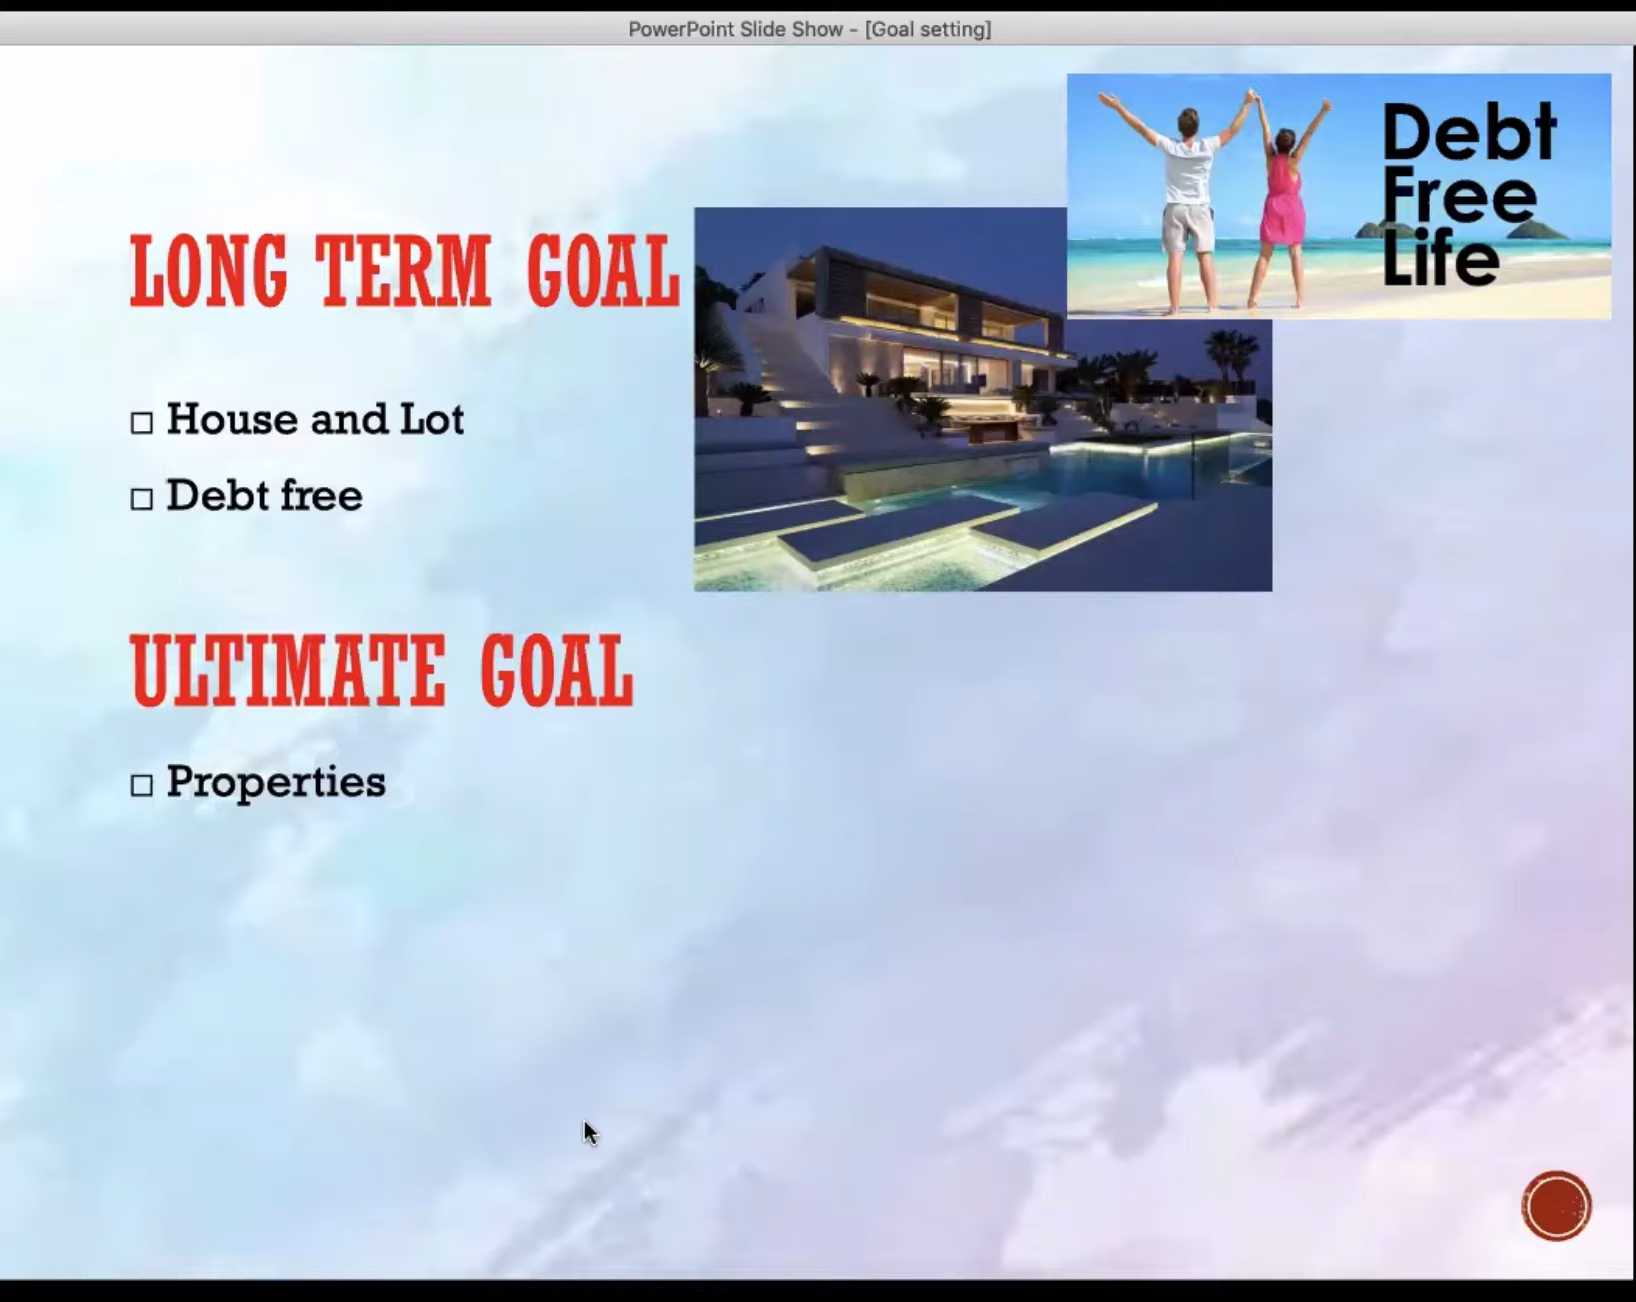 PowerPoint Slide Show - [Goal setting]
Debt
Free
Life
LONG TERM GOAL
House and Lot
Debt free
ULTIMATE GOAL
Properties